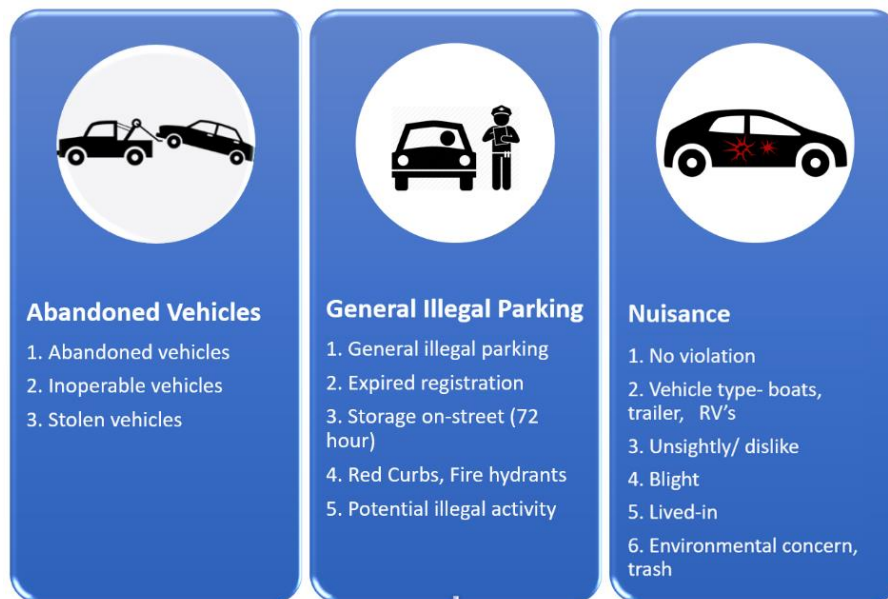 Abandoned Vehicles
1. Abandoned vehicles
2. Inoperable vehicles
3. Stolen vehicles
General Illegal Parking
1. General illegal parking
2. Expired registration
3. Storage on-street (72
hour)
4. Red Curbs, Fire hydrants
5. Potential illegal activity
Nuisance
1. No violation
2. Vehicle type- boats,
trailer, RV's
3. Unsightly/ dislike
4. Blight
5. Lived-in
6. Environmental concern,
trash